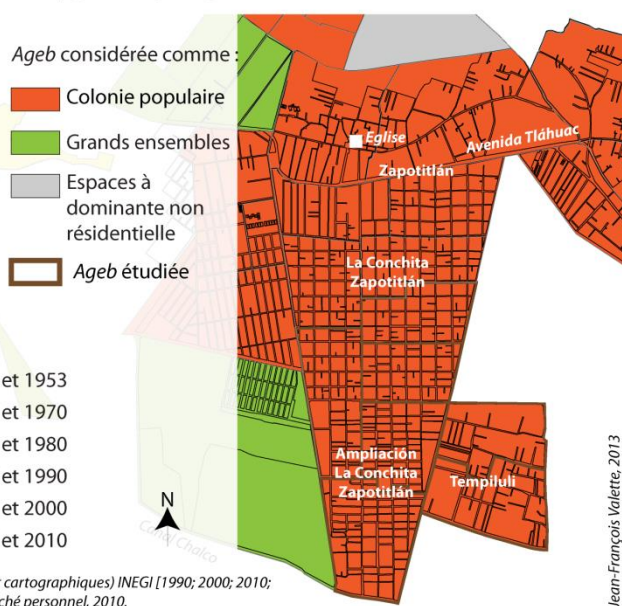 Ageb considérée comme :
Colonie populaire
Grands ensembles
Espaces à
dominante non
résidentielle
Ageb étudiée
et 1953
et 1970
et 1980
et 1990
et 2000
et 2010
Eglise
Avenida Tláhuac
Zapotitlán
La Conchita
Zapotitlán
Ampliación
La Conchita
Zapotitlán
Tempiluli
N
Canal Chalco
cartographiques) INEGI [1990; 2000; 2010;
ché personnel, 2010.
Jean-François Valette, 2013